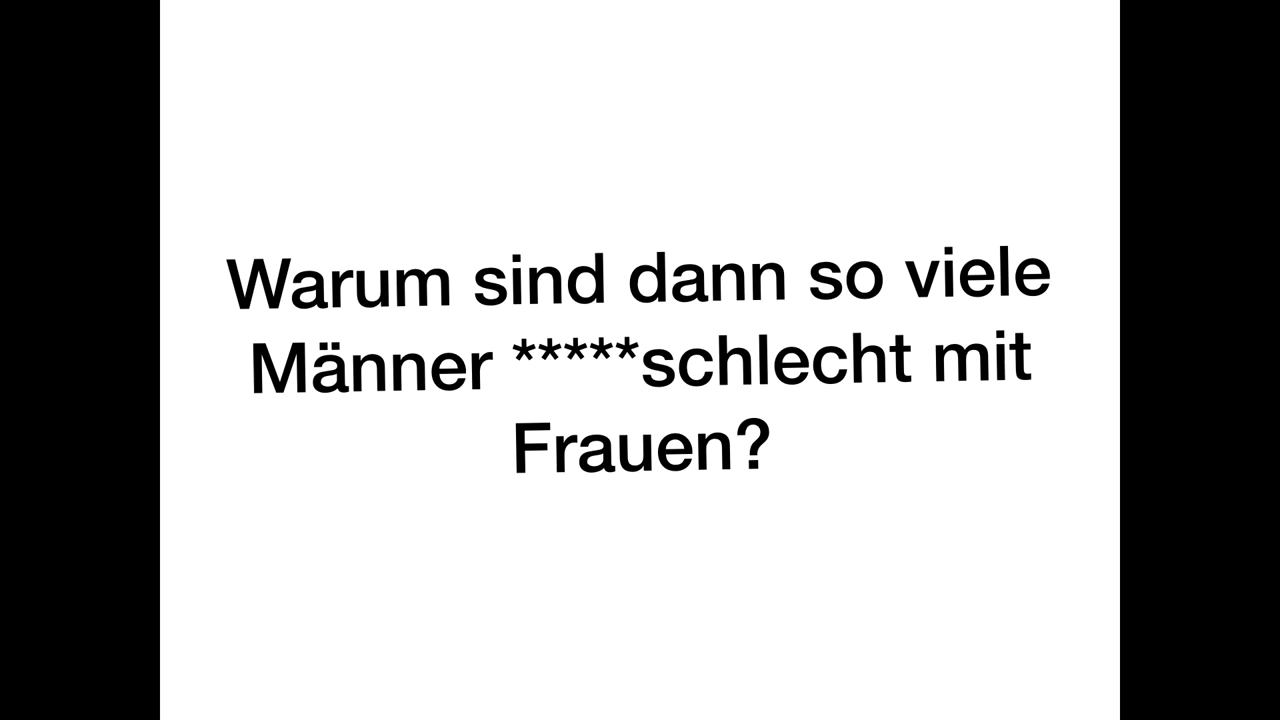 Warum sind dann so viele
Männer *****schlecht mit
Frauen?